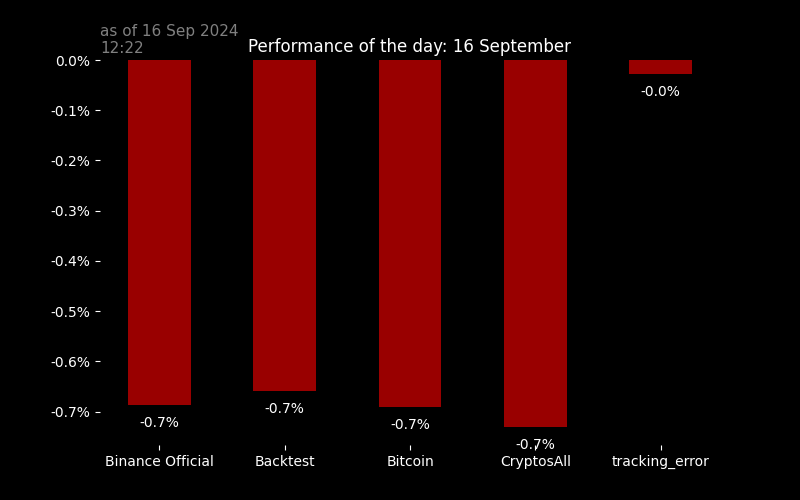 as of 16 Sep 2024
12:22
Performance of the day: 16 September
0.0%
-0.1%
-0.2%
-0.3%
-0.4%
-0.5%
-0.6%
-0.7%
-0.7%
-0.7%
-0.7%
-0.7%
-0.0%
Binance Official
Backtest
Bitcoin
CryptosAll
tracking_error